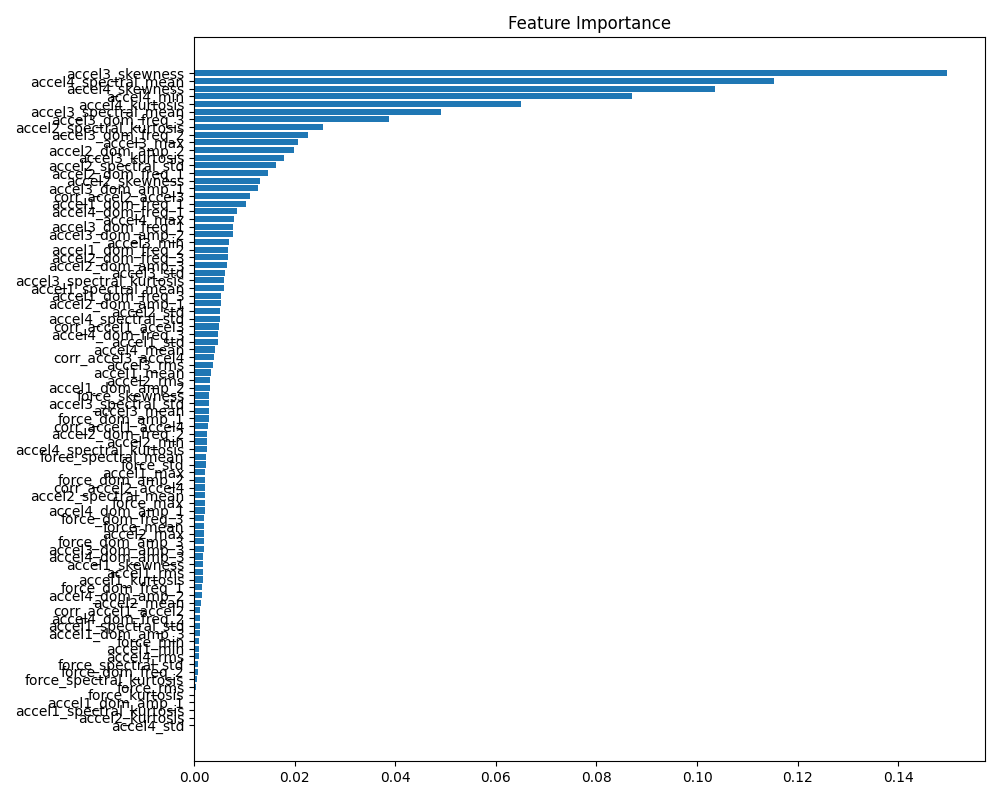 Feature Importance
accel3_skewness
accel4_spectral_mean
accel4_skewness
accel4_min
accel4_kurtosis
accel3_spectral_mean
accel3_dom_freq_3
accel2_spectral_kurtosis
accel3_dom_freq_2
accel3_max
accel2_dom_amp_2
accel3_kurtosis
accel2_spectral_std
accel2_dom_freq_1
accel2_skewness
accel3_dom_amp_1
corr_accel2_accel3
accel1_dom_freq_1
accel4_dom_freq_1
accel4_max
accel3_dom_freq_1
accel3_dom_amp_2
accel3_min
accel1_dom_freq_2
accel2_dom_freq_3
accel2_dom_amp_3
accel3_std
accel3_spectral_kurtosis
accel1_spectral_mean
accel1_dom_freq_3
accel2_dom_amp_1
accel2_std
accel4_spectral_std
corr_accel1_accel3
accel4_dom_freq_3
accel1_std
accel4_mean
corr_accel3_accel4
accel3_rms
accel1_mean
accel2_rms
accel1_dom_amp_2
force_skewness
accel3_spectral_std
accel3_mean
force_dom_amp_1
corr_accel1_accel4
accel2_dom_freq_2
accel2_min
accel4_spectral_kurtosis
force_spectral_mean
force_std
accel1_max
force_dom_amp_2
corr_accel2_accel4
accel2_spectral_mean
force_max
accel4_dom_amp_1
force_dom_freq_3
force_mean
accel2_max
force_dom_amp_3
accel3_dom_amp_3
accel4_dom_amp_3
accel1_skewness
accel1_rms
accel1_kurtosis
force_dom_freq_1
accel4_dom_amp_2
accel2_mean
corr_accel1_accel2
accel4_dom_freq_2
accel1_spectral_std
accel1_dom_amp_3
force_min
accel1_min
accel4_rms
force_spectral_std
force_dom_freq_2
force_spectral_kurtosis
force_rms
force_kurtosis
accel1_dom_amp_1
accel1_spectral_kurtosis
accel2_kurtosis
accel4_std
0.00 0.02 0.04 0.06 0.08 0.10 0.12 0.14